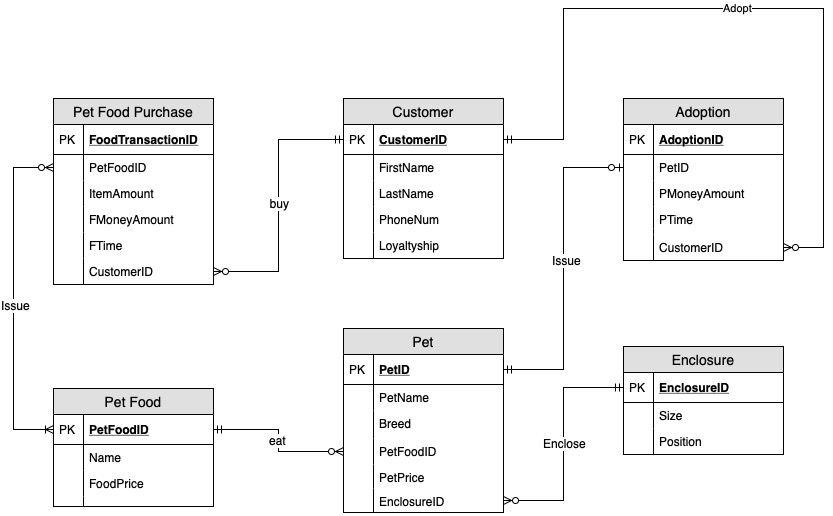 Adopt
Pet Food Purchase
PK FoodTransactionID
PetFoodID
ItemAmount
FMoneyAmount
FTime
CustomerID
Customer
PK CustomerID
FirstName
LastName
PhoneNum
Loyaltyship
Adoption
PK AdoptionID
PetID
PMoneyAmount
PTime
CustomerID
buy
Issue
Issue
Pet Food
PK PetFoodID
Name
FoodPrice
eat
Pet
PK PetID
PetName
Breed
PetFoodID
PetPrice
EnclosureID
Enclose
Enclosure
PK EnclosureID
Size
Position